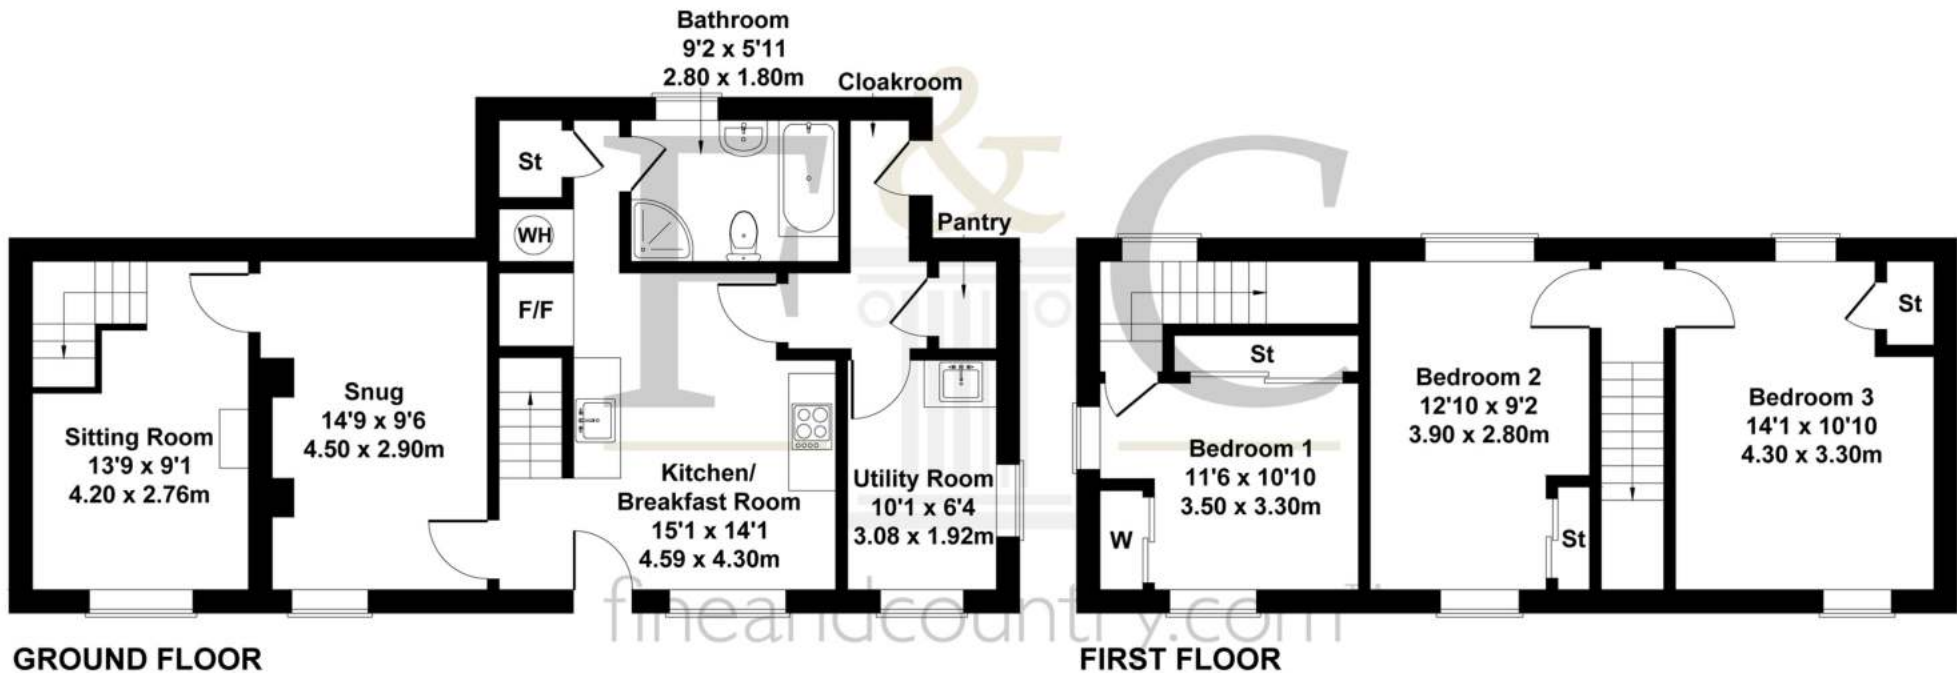 Bathroom
9'2 x 5'11
2.80 x 1.80m
Cloakroom
St
WH
F/F
Pantry
Sitting Room
13'9 x 9'1
4.20 x 2.76m
Snug
14'9 x 9'6
4.50 x 2.90m
Kitchen/
Breakfast Room
15'1 x 14'1
4.59 x 4.30m
Utility Room
10'1 x 6'4
3.08 x 1.92m
GROUND FLOOR
St
Bedroom 1
11'6 x 10'10
3.50 x 3.30m
W
Bedroom 2
12'10 x 9'2
3.90 x 2.80m
St
St
Bedroom 3
14'1 x 10'10
4.30 x 3.30m
FIRST FLOOR
F&C
fineandcountry.com™